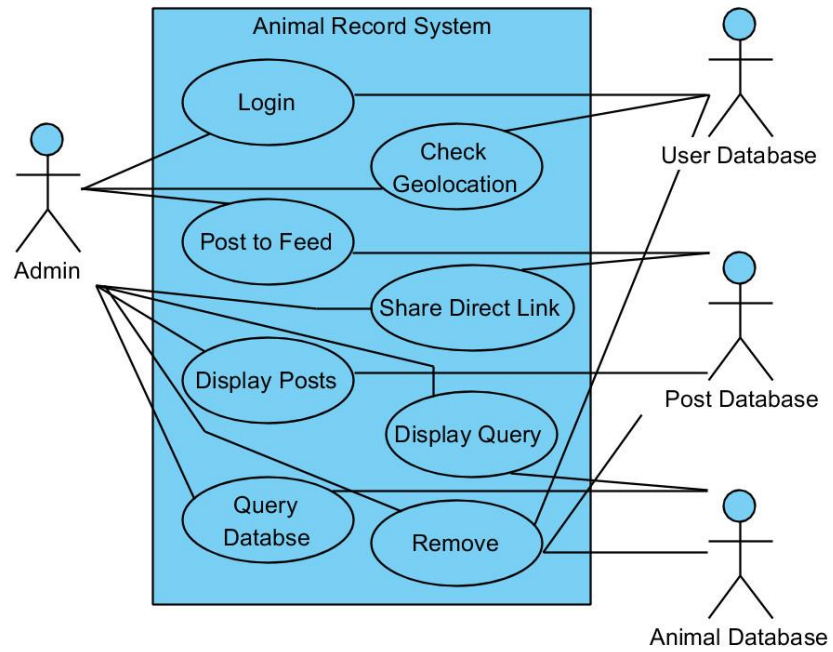 Animal Record System
Login
User Database
Check
Geolocation
Admin
Post to Feed
Share Direct Link
Display Posts
Post Database
Display Query
Query
Databse
Remove
Animal Database